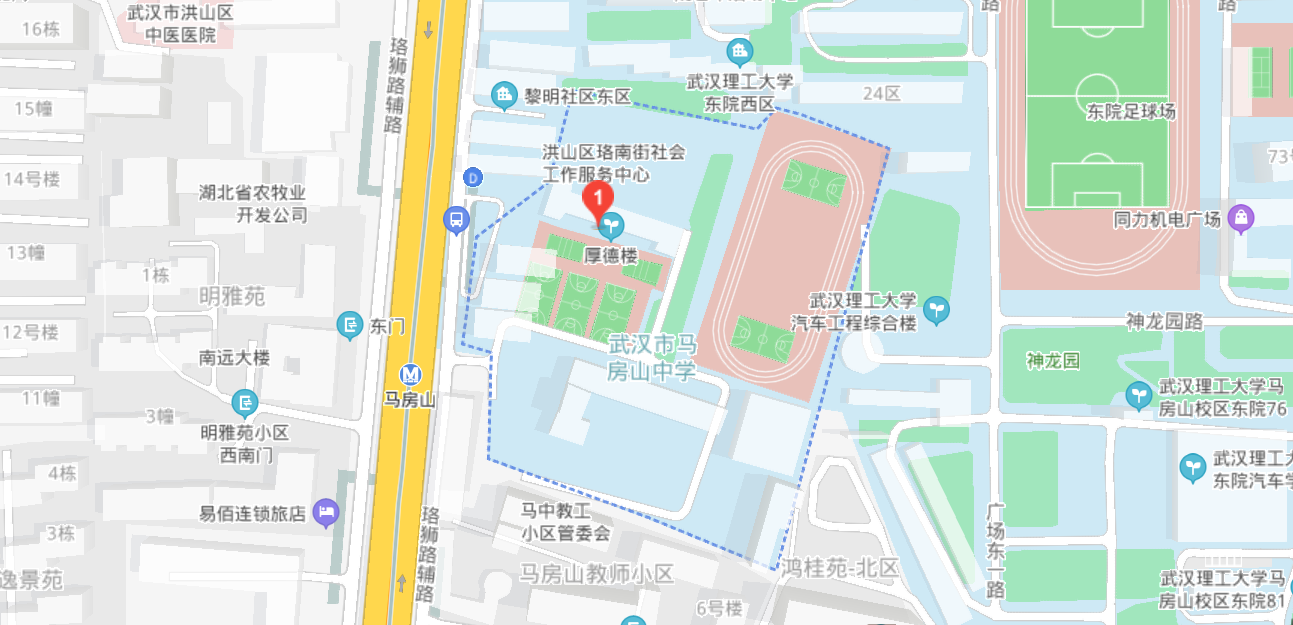 武汉市洪山区
中医医院
16栋
珞狮路辅路
路
路
武汉理工大学
东院西区
24区
黎明社区东区
15幢
东院足球场
洪山区珞南街社会
工作服务中心
14号楼
湖北省农牧业
开发公司
D
1
同力机电广场
厚德楼
13幢
1栋
明雅苑
武汉理工大学
汽车工程综合楼
12号楼
东门
神龙园路
武汉市马
房山中学
南远大楼
神龙园
马房山
11幢
3幢
武汉理工大学马
房山校区东院76
明雅苑小区
西南门
4栋
武汉理工大
东院汽车学
易佰连锁旅店
马中教工
小区管委会
珞狮路辅路
广场东一路
3栋
逸景苑
马房山教师小区
鸿桂苑-北区
武汉理工大学马
房山校区东院81
6号楼